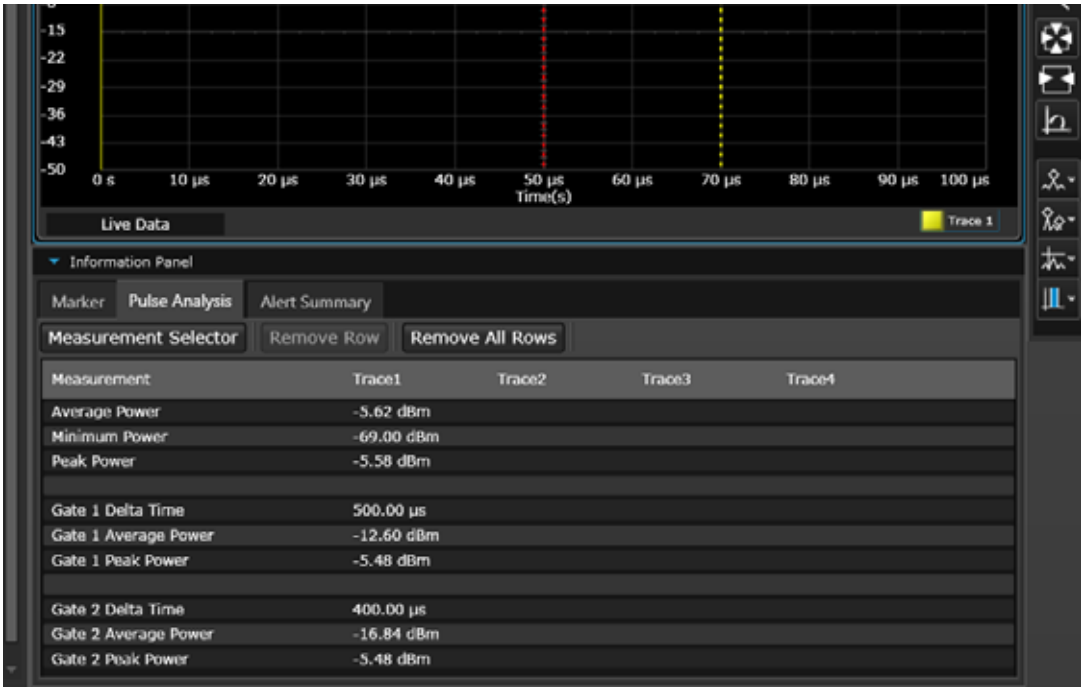 -15
-22
-29
-36
-43
-50
0 s 10 µs 20 µs 30 µs 40 µs 50 µs 60 µs 70 µs 80 µs 90 µs 100 µs
Time(s)
Live Data Trace 1
Information Panel
Marker Pulse Analysis Alert Summary
Measurement Selector Remove Row Remove All Rows
Measurement Trace1 Trace2 Trace3 Trace4
Average Power -5.62 dBm
Minimum Power -69.00 dBm
Peak Power -5.58 dBm
Gate 1 Delta Time 500.00 µs
Gate 1 Average Power -12.60 dBm
Gate 1 Peak Power -5.48 dBm
Gate 2 Delta Time 400.00 µs
Gate 2 Average Power -16.84 dBm
Gate 2 Peak Power -5.48 dBm